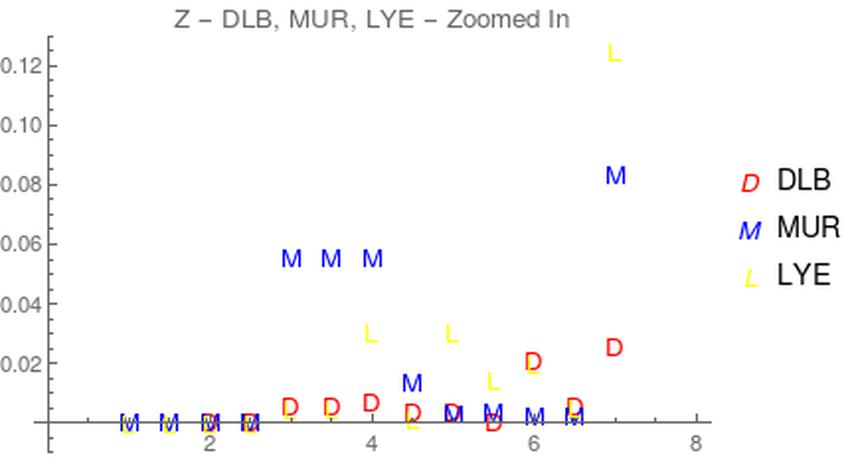 Z – DLB, MUR, LYE – Zoomed In
0.12
L
0.10
0.08
M
D DLB
M MUR
0.06
M M M
L LYE
0.04
L L
0.02
D
D
M
L
D D D D D D D
L L L L L
M M M M M M M M
2 4 6 8